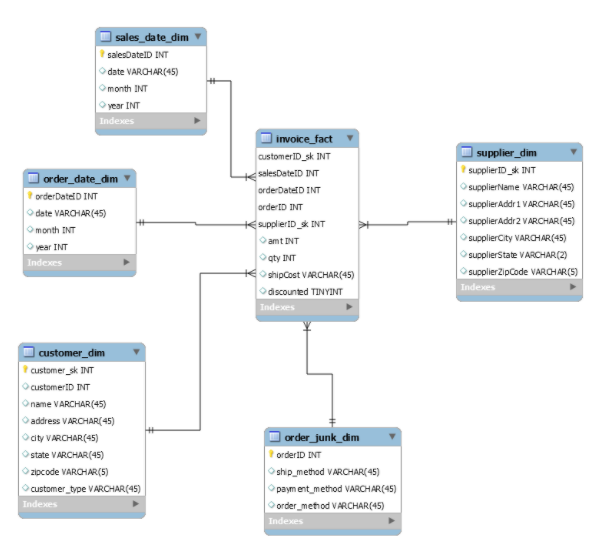 sales_date_dim
salesDateID INT
date VARCHAR(45)
month INT
year INT
Indexes
order_date_dim
orderDateID INT
date VARCHAR(45)
month INT
year INT
Indexes
customer_dim
customer_sk INT
customerID INT
name VARCHAR(45)
address VARCHAR(45)
city VARCHAR(45)
state VARCHAR(45)
zipcode VARCHAR(5)
customer_type VARCHAR(45)
Indexes
invoice_fact
customerID_sk INT
salesDateID INT
orderDateID INT
orderID INT
supplierID_sk INT
amt INT
qty INT
shipCost VARCHAR(45)
discounted TINYINT
Indexes
order_junk_dim
orderID INT
ship_method VARCHAR(45)
payment_method VARCHAR(45)
order_method VARCHAR(45)
Indexes
supplier_dim
supplierID_sk INT
supplierName VARCHAR(45)
supplierAddr1 VARCHAR(45)
supplierAddr2 VARCHAR(45)
supplierCity VARCHAR(45)
supplierState VARCHAR(2)
supplierZipCode VARCHAR(5)
Indexes